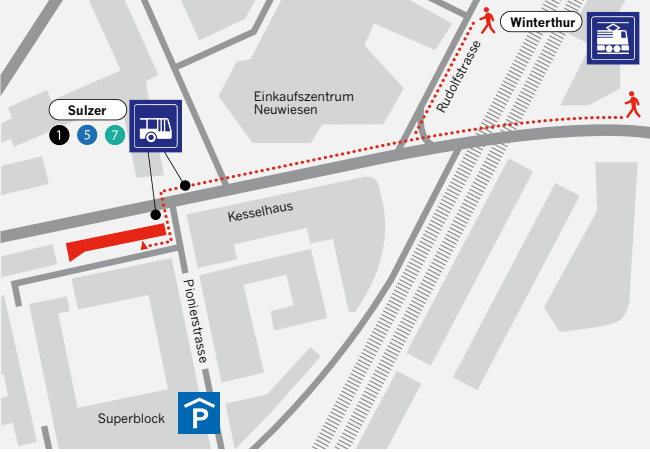 Winterthur
Rudolfstrasse
Einkaufszentrum
Neuwiesen
Sulzer
1 5 7
Kesselhaus
Pionierstrasse
Superblock
P